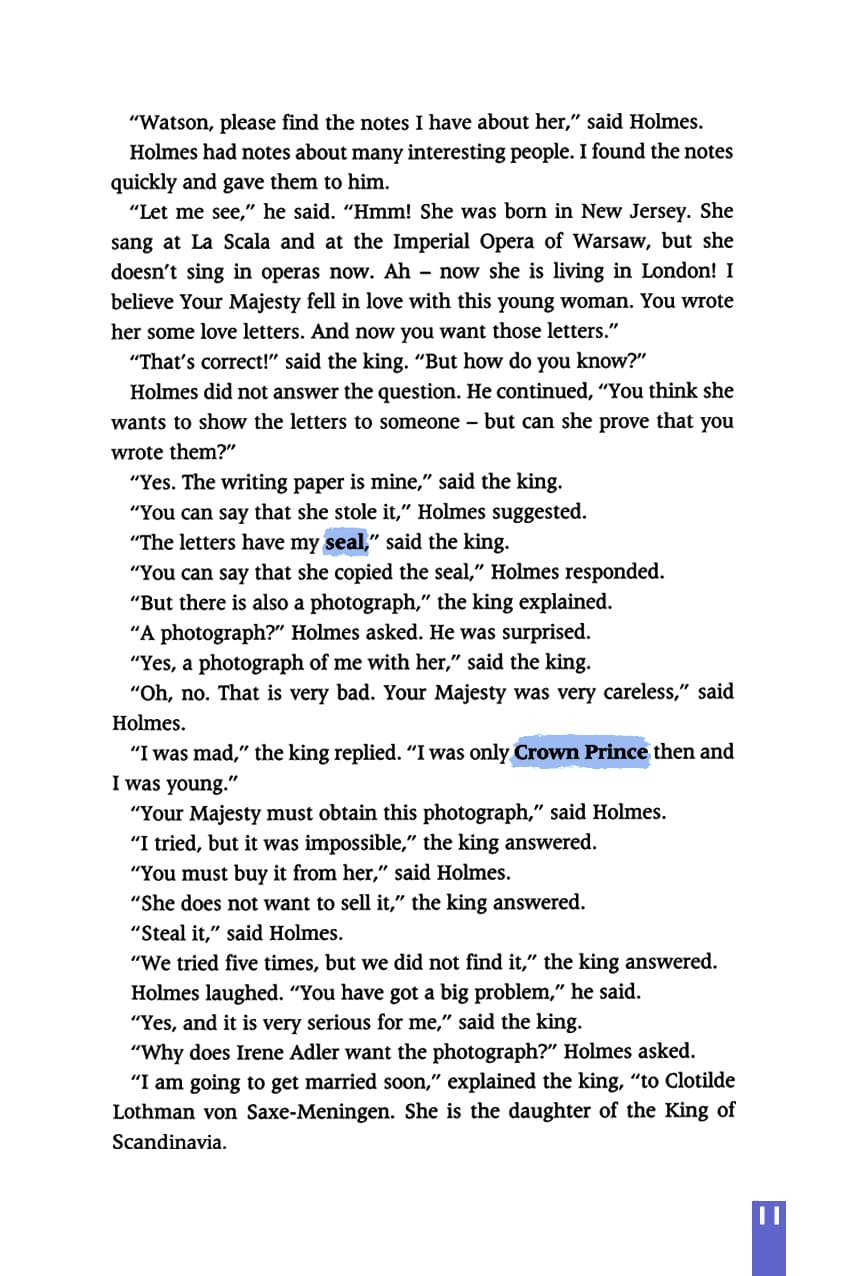 “Watson, please find the notes I have about her,” said Holmes.
Holmes had notes about many interesting people. I found the notes
quickly and gave them to him.
“Let me see,” he said. “Hmm! She was born in New Jersey. She
sang at La Scala and at the Imperial Opera of Warsaw, but she
doesn’t sing in operas now. Ah – now she is living in London! I
believe Your Majesty fell in love with this young woman. You wrote
her some love letters. And now you want those letters.”
“That’s correct!” said the king. “But how do you know?”
Holmes did not answer the question. He continued, “You think she
wants to show the letters to someone – but can she prove that you
wrote them?”
“Yes. The writing paper is mine,” said the king.
“You can say that she stole it,” Holmes suggested.
“The letters have my seal,” said the king.
“You can say that she copied the seal,” Holmes responded.
“But there is also a photograph,” the king explained.
“A photograph?” Holmes asked. He was surprised.
“Yes, a photograph of me with her,” said the king.
“Oh, no. That is very bad. Your Majesty was very careless,” said
Holmes.
“I was mad,” the king replied. “I was only Crown Prince then and
I was young.”
“Your Majesty must obtain this photograph,” said Holmes.
“I tried, but it was impossible,” the king answered.
“You must buy it from her,” said Holmes.
“She does not want to sell it,” the king answered.
“Steal it,” said Holmes.
“We tried five times, but we did not find it,” the king answered.
Holmes laughed. “You have got a big problem,” he said.
“Yes, and it is very serious for me,” said the king.
“Why does Irene Adler want the photograph?” Holmes asked.
“I am going to get married soon,” explained the king, “to Clotilde
Lothman von Saxe-Meningen. She is the daughter of the King of
Scandinavia.
11